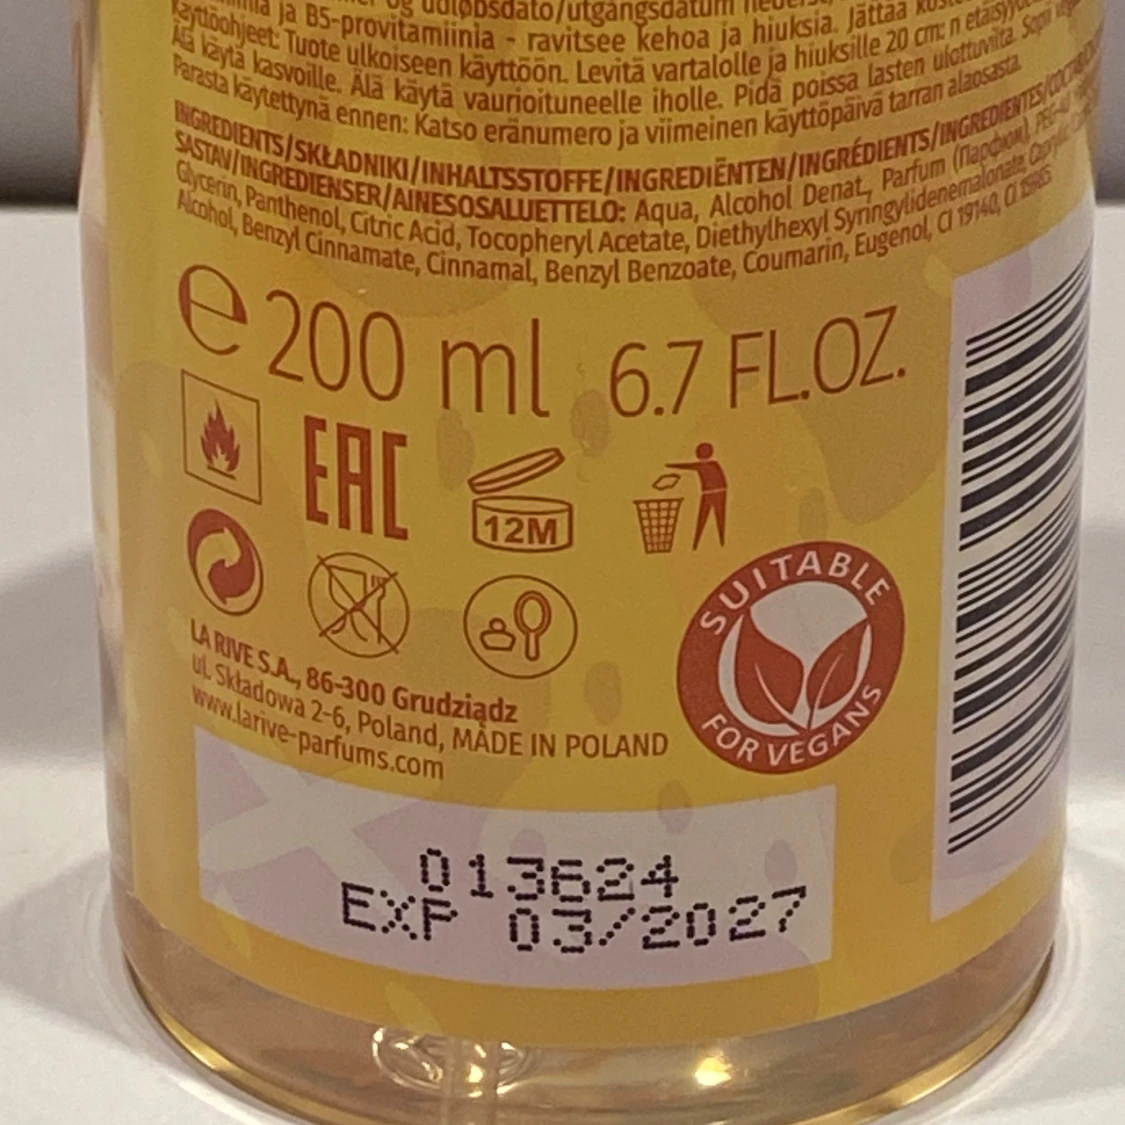 og udløbsdato/utgångsdatum
ja B5-provitamiinia - ravitsee kehoa ja hiuksia. Jättää
Käyttöohjeet: Tuote ulkoiseen käyttöön. Levitä vartalolle ja hiuksille 20 cm:n
Älä käytä kasvoille. Älä käytä vaurioituneelle iholle. Pidä poissa lasten ulottuvilta. Sopii
Parasta käytettynä ennen: Katso eränumero ja viimeinen käyttöpäivä tarran alaosasta.
INGREDIENTS/SKŁADNIKI/INHALTSSTOFFE/INGREDIËNTEN/INGRÉDIENTS/INGREDIENTES/
SASTAV/INGREDIENSER/AINESOSALUETTELO: Aqua, Alcohol Denat., Parfum (Парфюм),
Glycerin, Panthenol, Citric Acid, Tocopheryl Acetate, Diethylhexyl Syringylidenemalonate,
Alcohol, Benzyl Cinnamate, Cinnamal, Benzyl Benzoate, Coumarin, Eugenol, CI 19140,
e 200 ml 6.7 FL.OZ.
EAC
12M
SUITABLE
FOR VEGANS
LA RIVE S.A., 86-300 Grudziądz
ul. Składowa 2-6, Poland, MADE IN POLAND
www.larive-parfums.com
013624
EXP 03/2027